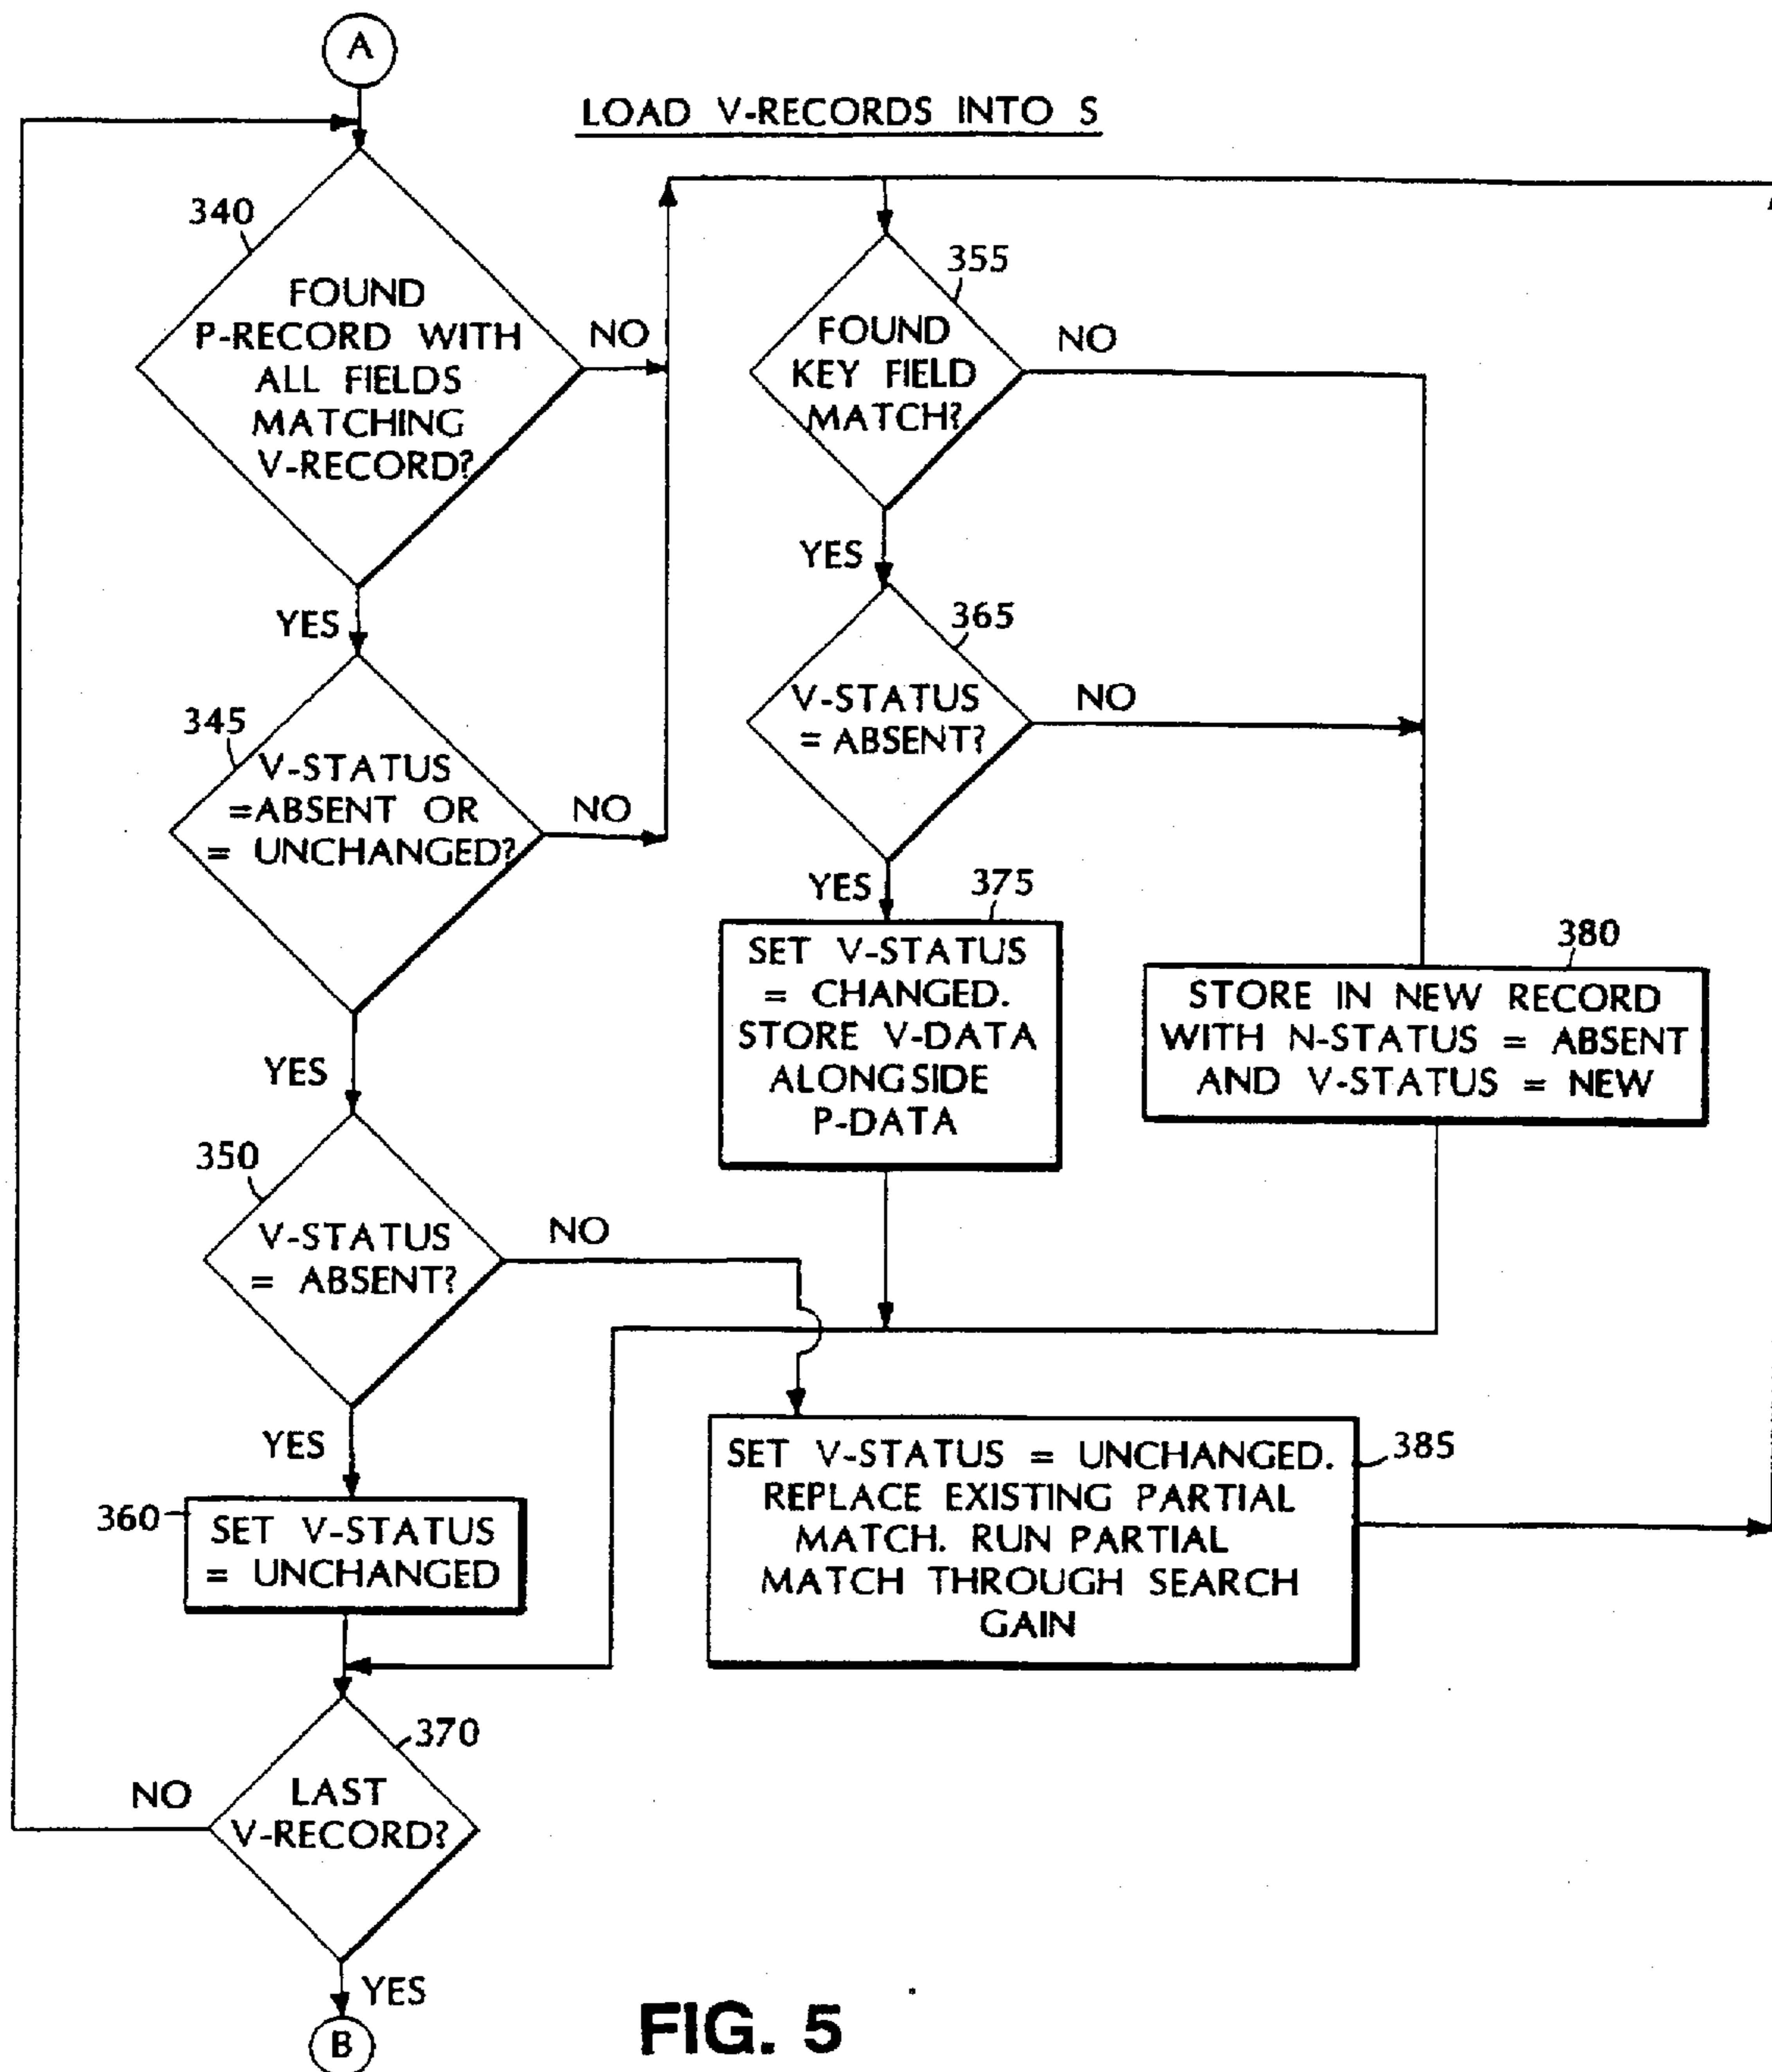 A
LOAD V-RECORDS INTO S
340
FOUND
P-RECORD WITH
ALL FIELDS
MATCHING
V-RECORD?
NO
YES
345
V-STATUS
=ABSENT OR
= UNCHANGED?
NO
YES
350
V-STATUS
= ABSENT?
NO
YES
360
SET V-STATUS
= UNCHANGED
370
LAST
V-RECORD?
NO
YES
B
355
FOUND
KEY FIELD
MATCH?
NO
YES
365
V-STATUS
= ABSENT?
NO
YES
375
SET V-STATUS
= CHANGED.
STORE V-DATA
ALONGSIDE
P-DATA
380
STORE IN NEW RECORD
WITH N-STATUS = ABSENT
AND V-STATUS = NEW
385
SET V-STATUS = UNCHANGED.
REPLACE EXISTING PARTIAL
MATCH. RUN PARTIAL
MATCH THROUGH SEARCH
GAIN
FIG. 5